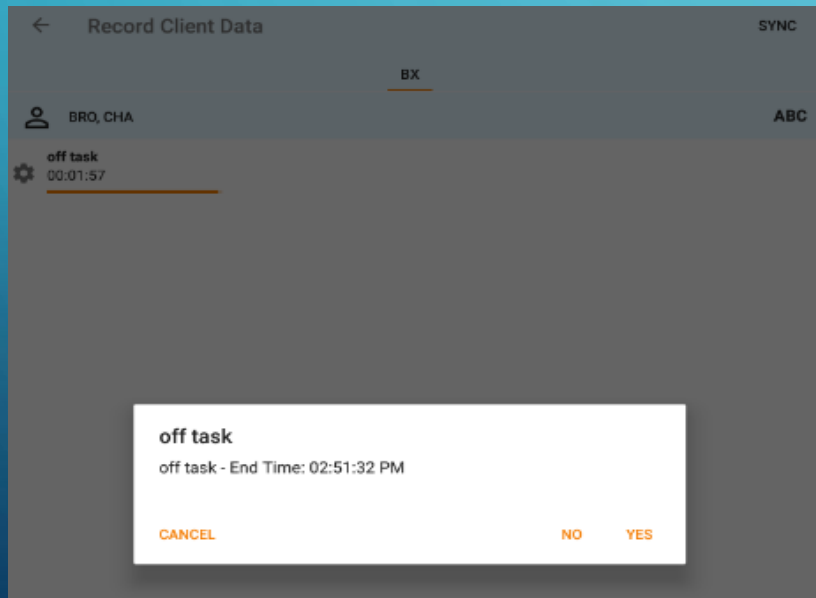 Record Client Data SYNC
BX
BRO, CHA ABC
off task
00:01:57
off task
off task - End Time: 02:51:32 PM
CANCEL NO YES